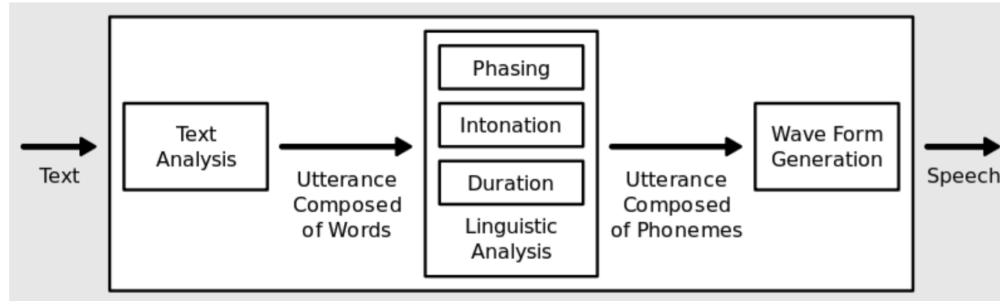 Text
Text
Analysis
Utterance
Composed
of Words
Phasing
Intonation
Duration
Linguistic
Analysis
Utterance
Composed
of Phonemes
Wave Form
Generation
Speech